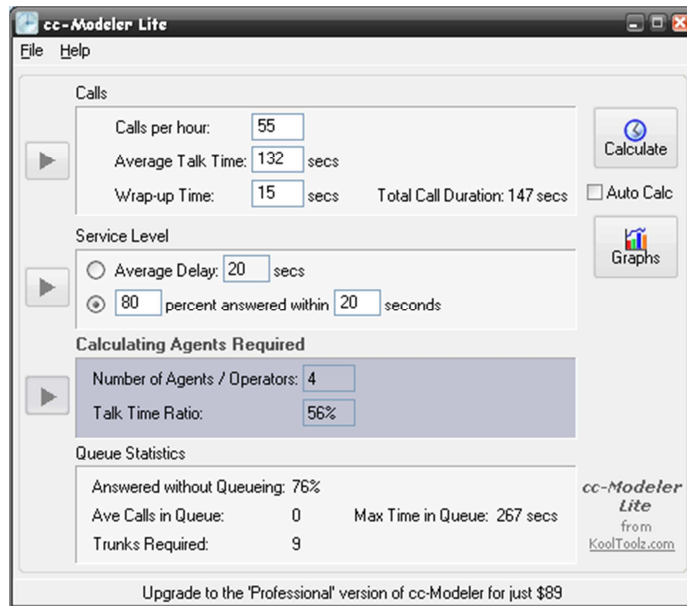 cc-Modeler Lite
File Help
Calls
Calls per hour: 55
Average Talk Time: 132 secs
Wrap-up Time: 15 secs Total Call Duration: 147 secs
Calculate
Auto Calc
Graphs
Service Level
Average Delay: 20 secs
80 percent answered within 20 seconds
Calculating Agents Required
Number of Agents / Operators: 4
Talk Time Ratio: 56%
Queue Statistics
Answered without Queueing: 76%
Ave Calls in Queue: 0 Max Time in Queue: 267 secs
Trunks Required: 9
cc-Modeler
Lite
from
KoolToolz.com
Upgrade to the 'Professional' version of cc-Modeler for just $89